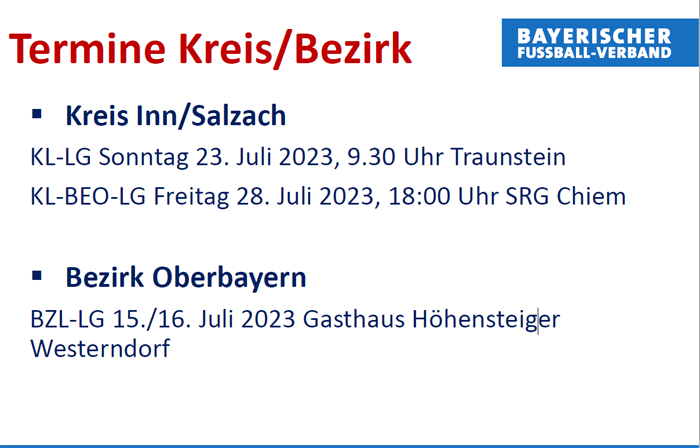 Termine Kreis/Bezirk
BAYERISCHER
FUSSBALL-VERBAND
▪ Kreis Inn/Salzach
KL-LG Sonntag 23. Juli 2023, 9.30 Uhr Traunstein
KL-BEO-LG Freitag 28. Juli 2023, 18:00 Uhr SRG Chiem
▪ Bezirk Oberbayern
BZL-LG 15./16. Juli 2023 Gasthaus Höhensteiger
Westerndorf